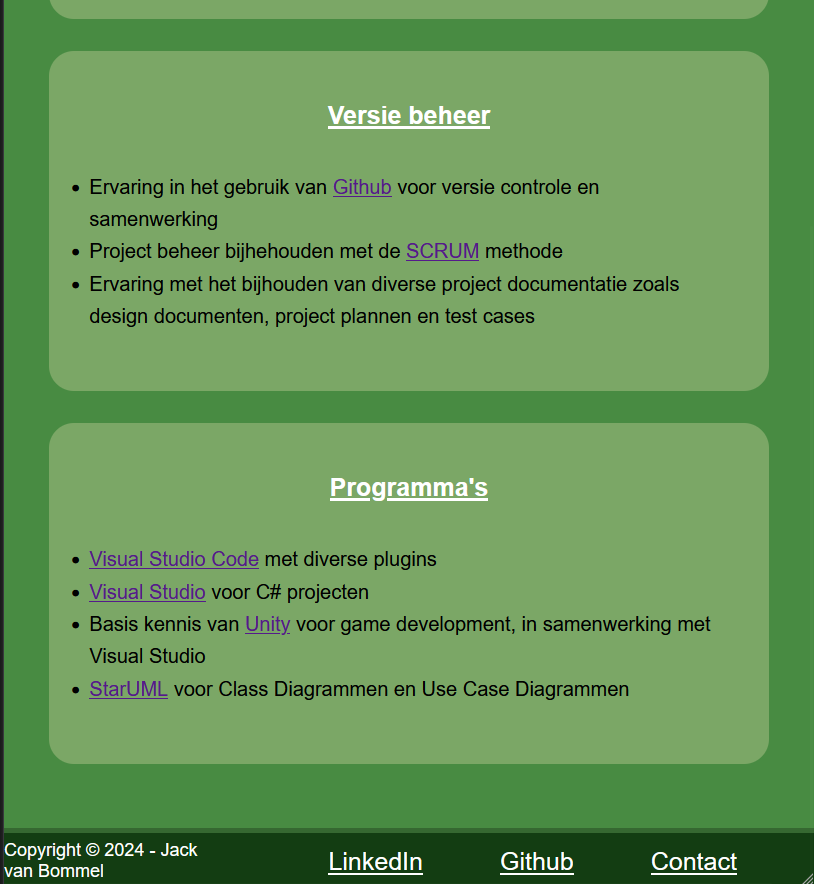 Versie beheer
Ervaring in het gebruik van Github voor versie controle en
samenwerking
Project beheer bijhehouden met de SCRUM methode
Ervaring met het bijhouden van diverse project documentatie zoals
design documenten, project plannen en test cases
Programma's
Visual Studio Code met diverse plugins
Visual Studio voor C# projecten
Basis kennis van Unity voor game development, in samenwerking met
Visual Studio
StarUML voor Class Diagrammen en Use Case Diagrammen
Copyright © 2024 - Jack
van Bommel
LinkedIn
Github
Contact